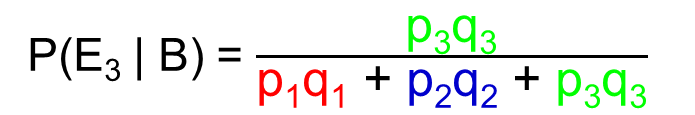 P(E₃ | B) = p₃q₃ / (p₁q₁ + p₂q₂ + p₃q₃)